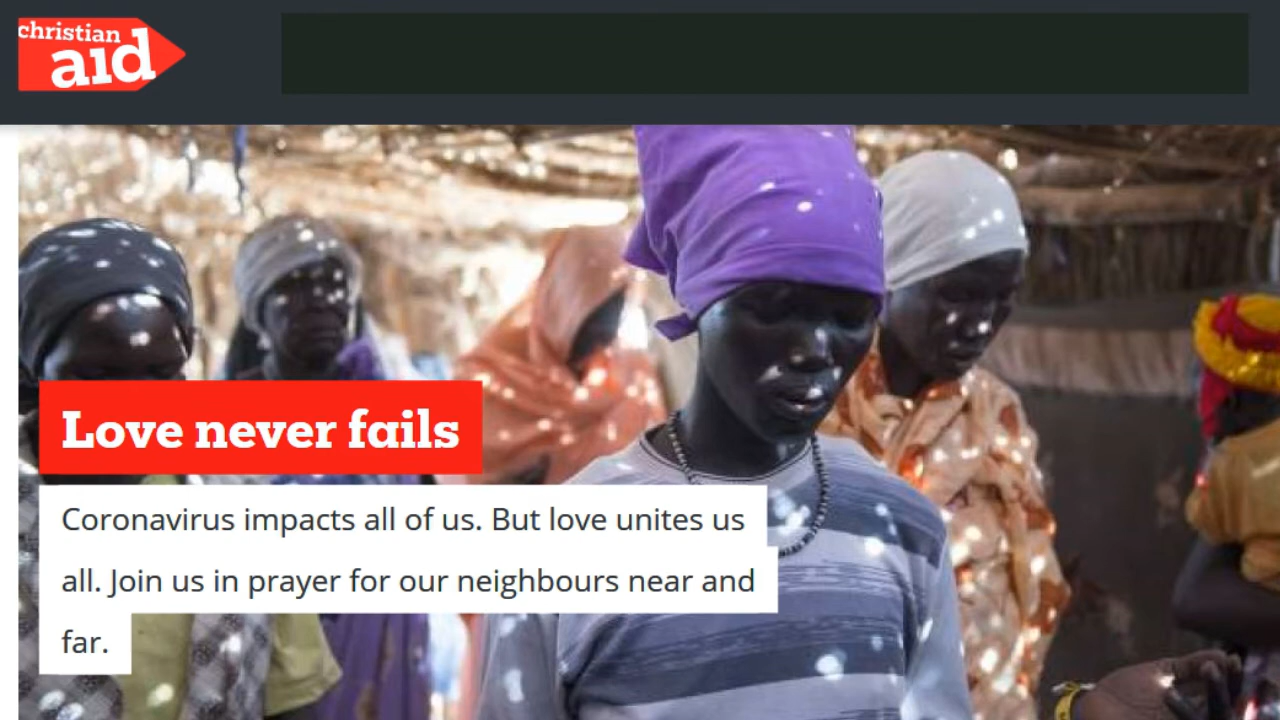 christian
aid
Love never fails
Coronavirus impacts all of us. But love unites us
all. Join us in prayer for our neighbours near and
far.